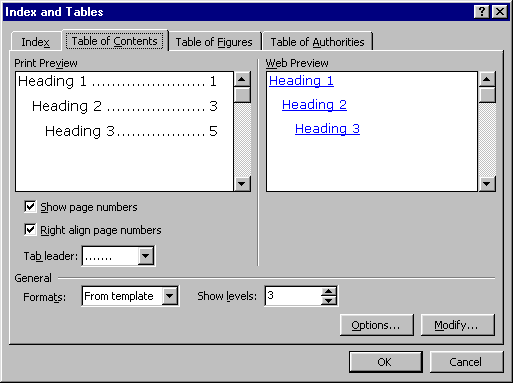 Index and Tables
Index Table of Contents Table of Figures Table of Authorities
Print Preview Web Preview
Heading 1 ...................... 1
Heading 2 ................. 3
Heading 3 ............... 5
Heading 1
Heading 2
Heading 3
Show page numbers
Right align page numbers
Tab leader: .......
General
Formats: From template Show levels: 3
Options... Modify...
OK Cancel